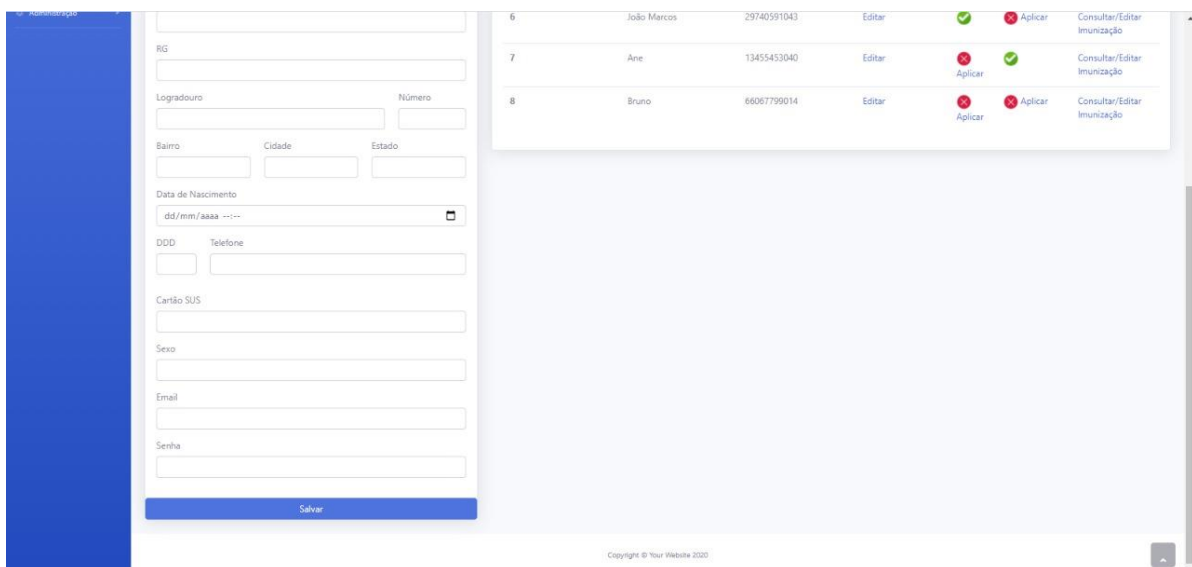 Administração
RG
Logradouro Número
Bairro Cidade Estado
Data de Nascimento
dd/mm/aaaa --:--
DDD Telefone
Cartão SUS
Sexo
Email
Senha
Salvar
6 João Marcos 29740591043 Editar Aplicar Consultar/Editar
Imunização
7 Ane 13455453040 Editar Aplicar Consultar/Editar
Imunização
8 Bruno 66067799014 Editar Aplicar Aplicar Consultar/Editar
Imunização
Copyright © Your Website 2020